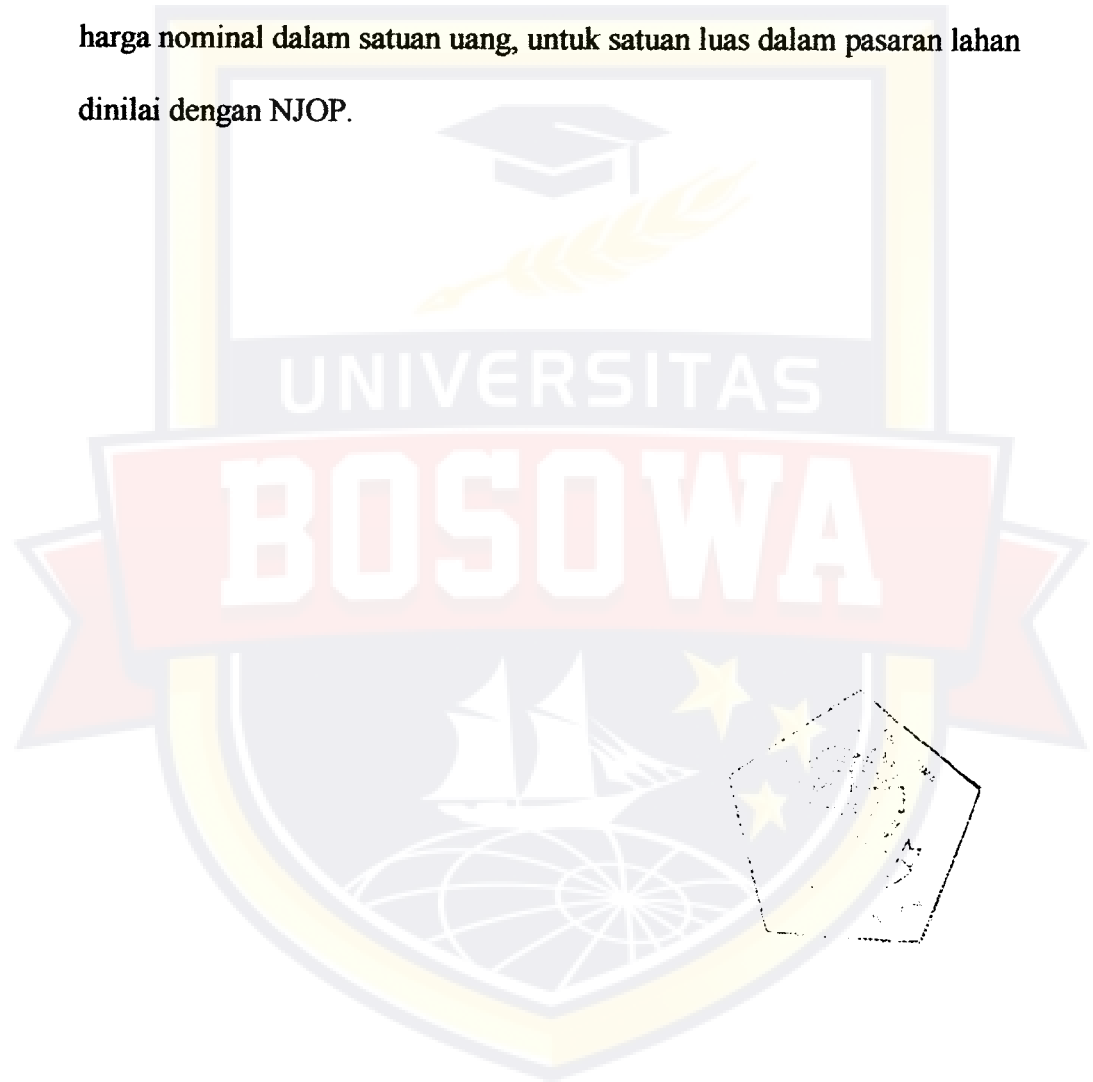 harga nominal dalam satuan uang, untuk satuan luas dalam pasaran lahan
dinilai dengan NJOP.
UNIVERSITAS
BOSOWA